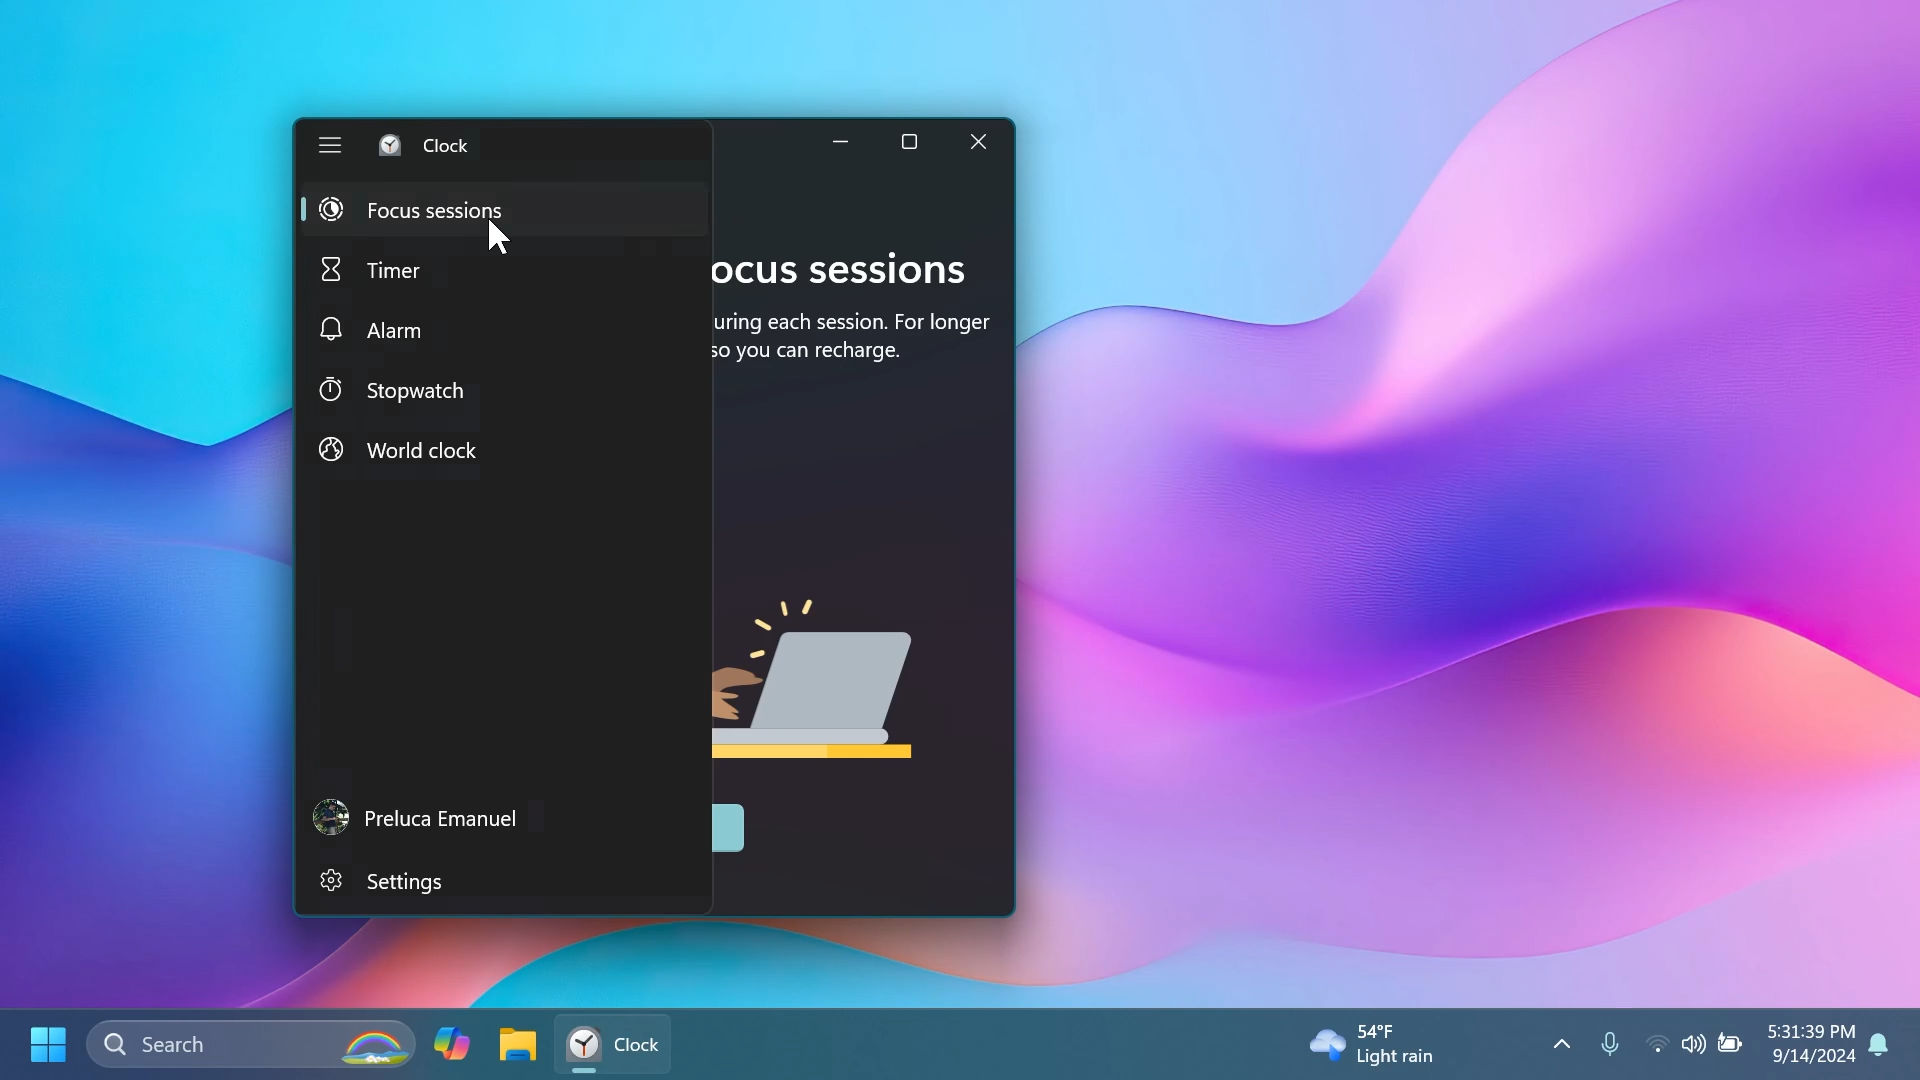 Clock
Focus sessions
Timer
Alarm
Stopwatch
World clock
Preluca Emanuel
Settings
ocus sessions
uring each session. For longer
so you can recharge.
Search
Clock
54°F
Light rain
5:31:39 PM
9/14/2024